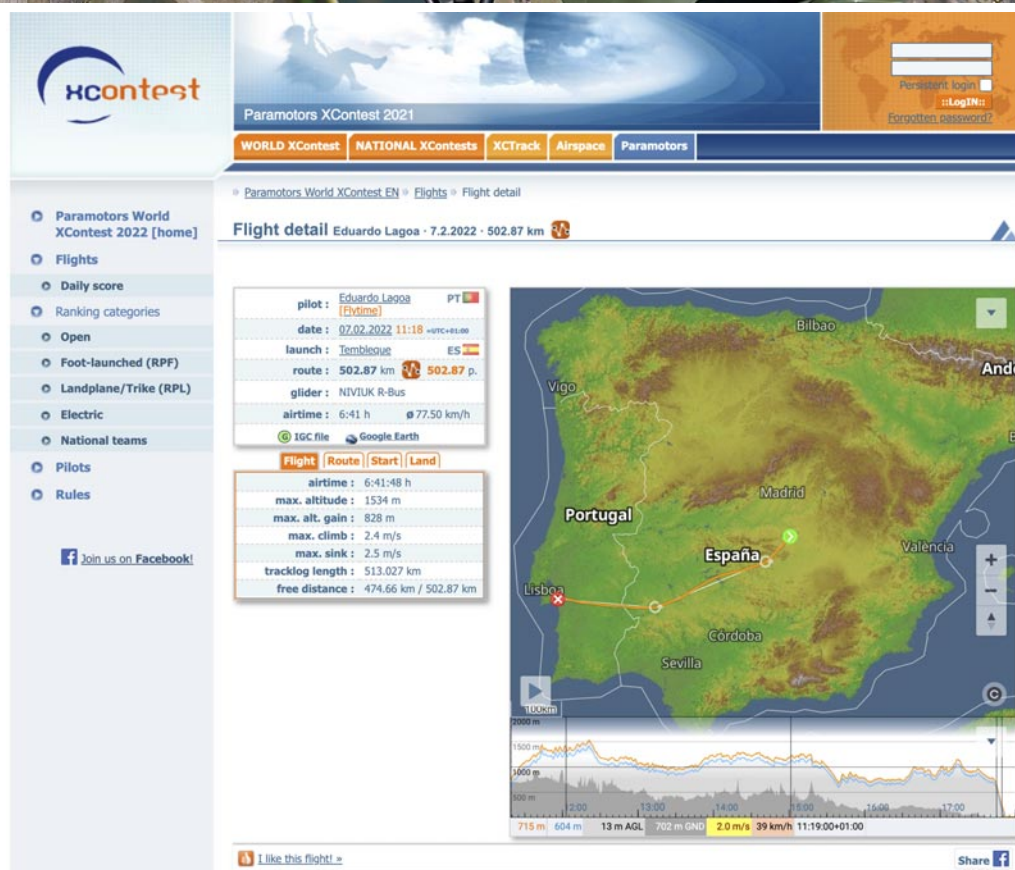 xcontest
Paramotors XContest 2021
Persistent login
::LogIN::
Forgotten password?
WORLD XContest NATIONAL XContests XCTrack Airspace Paramotors
Paramotors World XContest EN Flights Flight detail
Paramotors World
XContest 2022 [home]
Flights
Daily score
Ranking categories
Open
Foot-launched (RPF)
Landplane/Trike (RPL)
Electric
National teams
Pilots
Rules
Join us on Facebook!
Flight detail Eduardo Lagoa · 7.2.2022 · 502.87 km
pilot : Eduardo Lagoa PT
[Flytime]
date : 07.02.2022 11:18 =UTC+01:00
launch : Tembleque ES
route : 502.87 km 502.87 p.
glider : NIVIUK R-Bus
airtime : 6:41 h ø 77.50 km/h
G IGC file Google Earth
Flight Route Start Land
airtime : 6:41:48 h
max. altitude : 1534 m
max. alt. gain : 828 m
max. climb : 2.4 m/s
max. sink : 2.5 m/s
tracklog length : 513.027 km
free distance : 474.66 km / 502.87 km
Bilbao
Ando
Vigo
Madrid
Portugal
España
València
Lisboa
Córdoba
Sevilla
100km
2000 m
1500 m
1000 m
500 m
12:00 13:00 14:00 15:00 16:00 17:00
715 m 604 m 13 m AGL 702 m GND 2.0 m/s 39 km/h 11:19:00+01:00
I like this flight! »
Share f